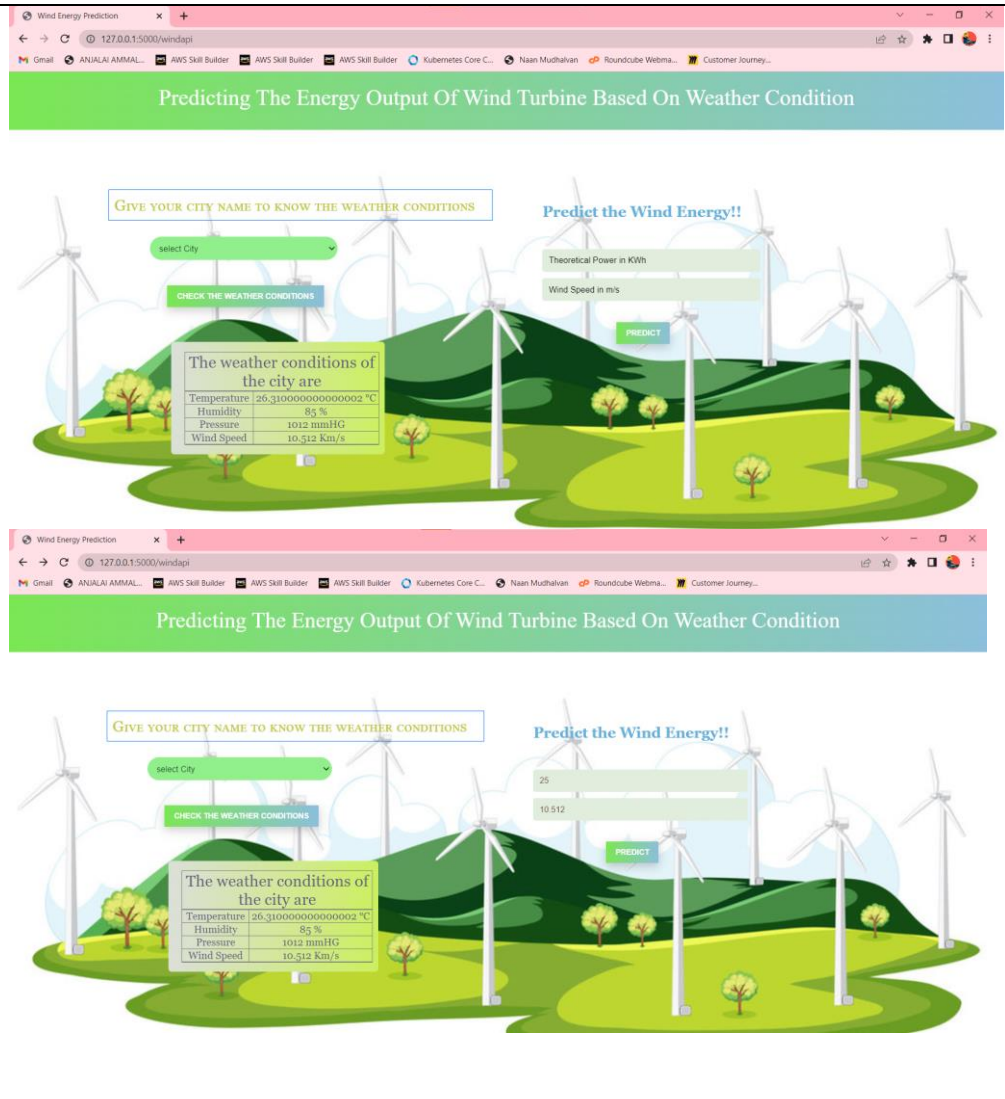 Wind Energy Prediction
127.0.0.1:5000/windapi
Gmail ANJALAI AMMAL... AWS Skill Builder AWS Skill Builder AWS Skill Builder Kubernetes Core C... Naan Mudhalvan Roundcube Webma... Customer Journey...
Predicting The Energy Output Of Wind Turbine Based On Weather Condition
Give your city name to know the weather conditions
select City
CHECK THE WEATHER CONDITIONS
The weather conditions of
the city are
Temperature 26.310000000000002 °C
Humidity 85 %
Pressure 1012 mmHG
Wind Speed 10.512 Km/s
Predict the Wind Energy!!
Theoretical Power in KWh
Wind Speed in m/s
PREDICT
Wind Energy Prediction
127.0.0.1:5000/windapi
Gmail ANJALAI AMMAL... AWS Skill Builder AWS Skill Builder AWS Skill Builder Kubernetes Core C... Naan Mudhalvan Roundcube Webma... Customer Journey...
Predicting The Energy Output Of Wind Turbine Based On Weather Condition
Give your city name to know the weather conditions
select City
CHECK THE WEATHER CONDITIONS
The weather conditions of
the city are
Temperature 26.310000000000002 °C
Humidity 85 %
Pressure 1012 mmHG
Wind Speed 10.512 Km/s
Predict the Wind Energy!!
25
10.512
PREDICT